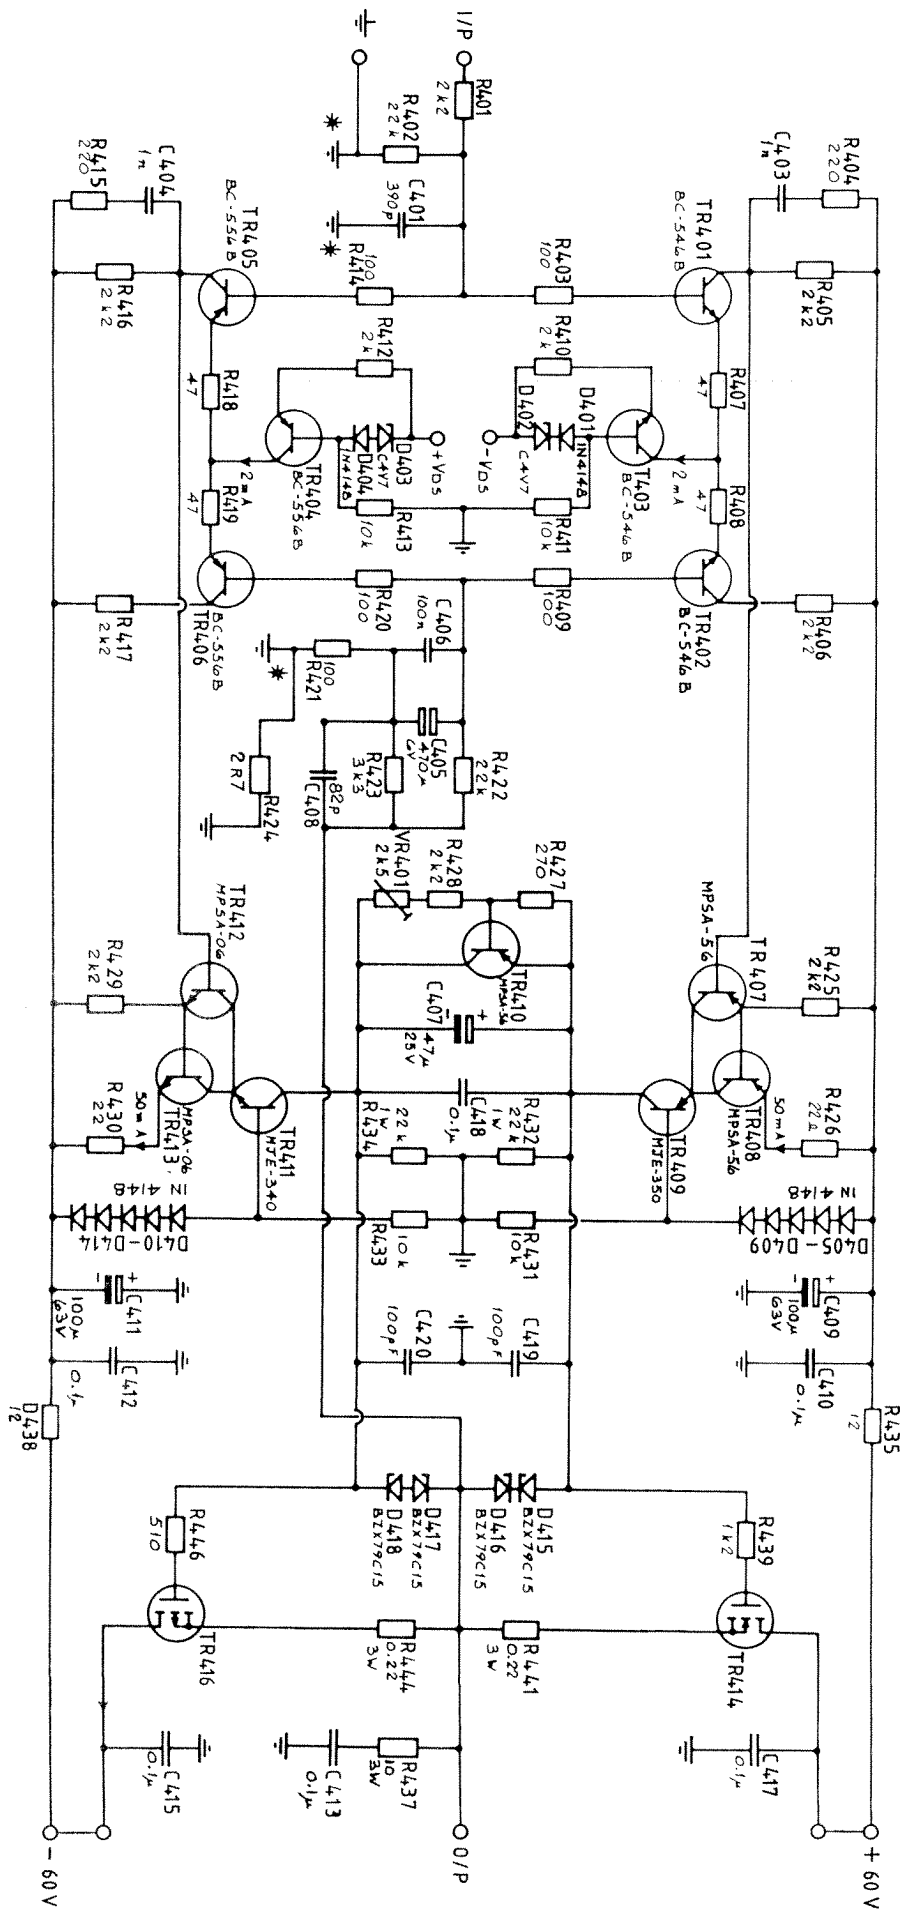 I/P
R401
2k2
R402
22k
*
C401
390p
*
R404
220
C403
1n
R405
2k2
TR401
BC-546B
R403
100
R414
100
TR405
BC-556B
C404
1n
R415
220
R416
2k2
R407
47
R410
2k
D401
1N4148
D402
C4V7
T403
BC-546B
2mA
R408
47
-VDS
+VDS
R411
10k
R412
2k
D403
C4V7
D404
1N4148
R413
10k
TR404
BC-556B
R418
47
2mA
R419
47
R406
2k2
TR402
BC-546B
R409
100
R420
100
TR406
BC-556B
R417
2k2
C406
100n
R421
100
*
C405
470µ
6V
R422
22k
R423
3k3
C408
82p
R424
2R7
R427
270
R428
2k2
VR401
2k5
TR410
MPSA-56
C407
+
-
47µ
25V
C418
0.1µ
TR407
MPSA-56
R425
2k2
TR408
MPSA-56
50mA
R426
22Ω
TR409
MJE-350
R432
22k
1W
R434
22k
1W
TR411
MJE-340
TR412
MPSA-06
R429
2k2
TR413
MPSA-06
50mA
R430
22
D405-D409
1N4148
R431
10k
R433
10k
D410-D414
1N4148
C409
+
-
100µ
63V
C410
0.1µ
C419
100pF
C420
100pF
C411
+
-
100µ
63V
C412
0.1µ
R435
12
D438
12
D415
BZX79C15
D416
BZX79C15
D417
BZX79C15
D418
BZX79C15
R439
1k2
R446
510
TR414
TR416
R441
0.22
3W
R444
0.22
3W
R437
10
3W
C413
0.1µ
C417
0.1µ
C415
0.1µ
+60V
O/P
-60V